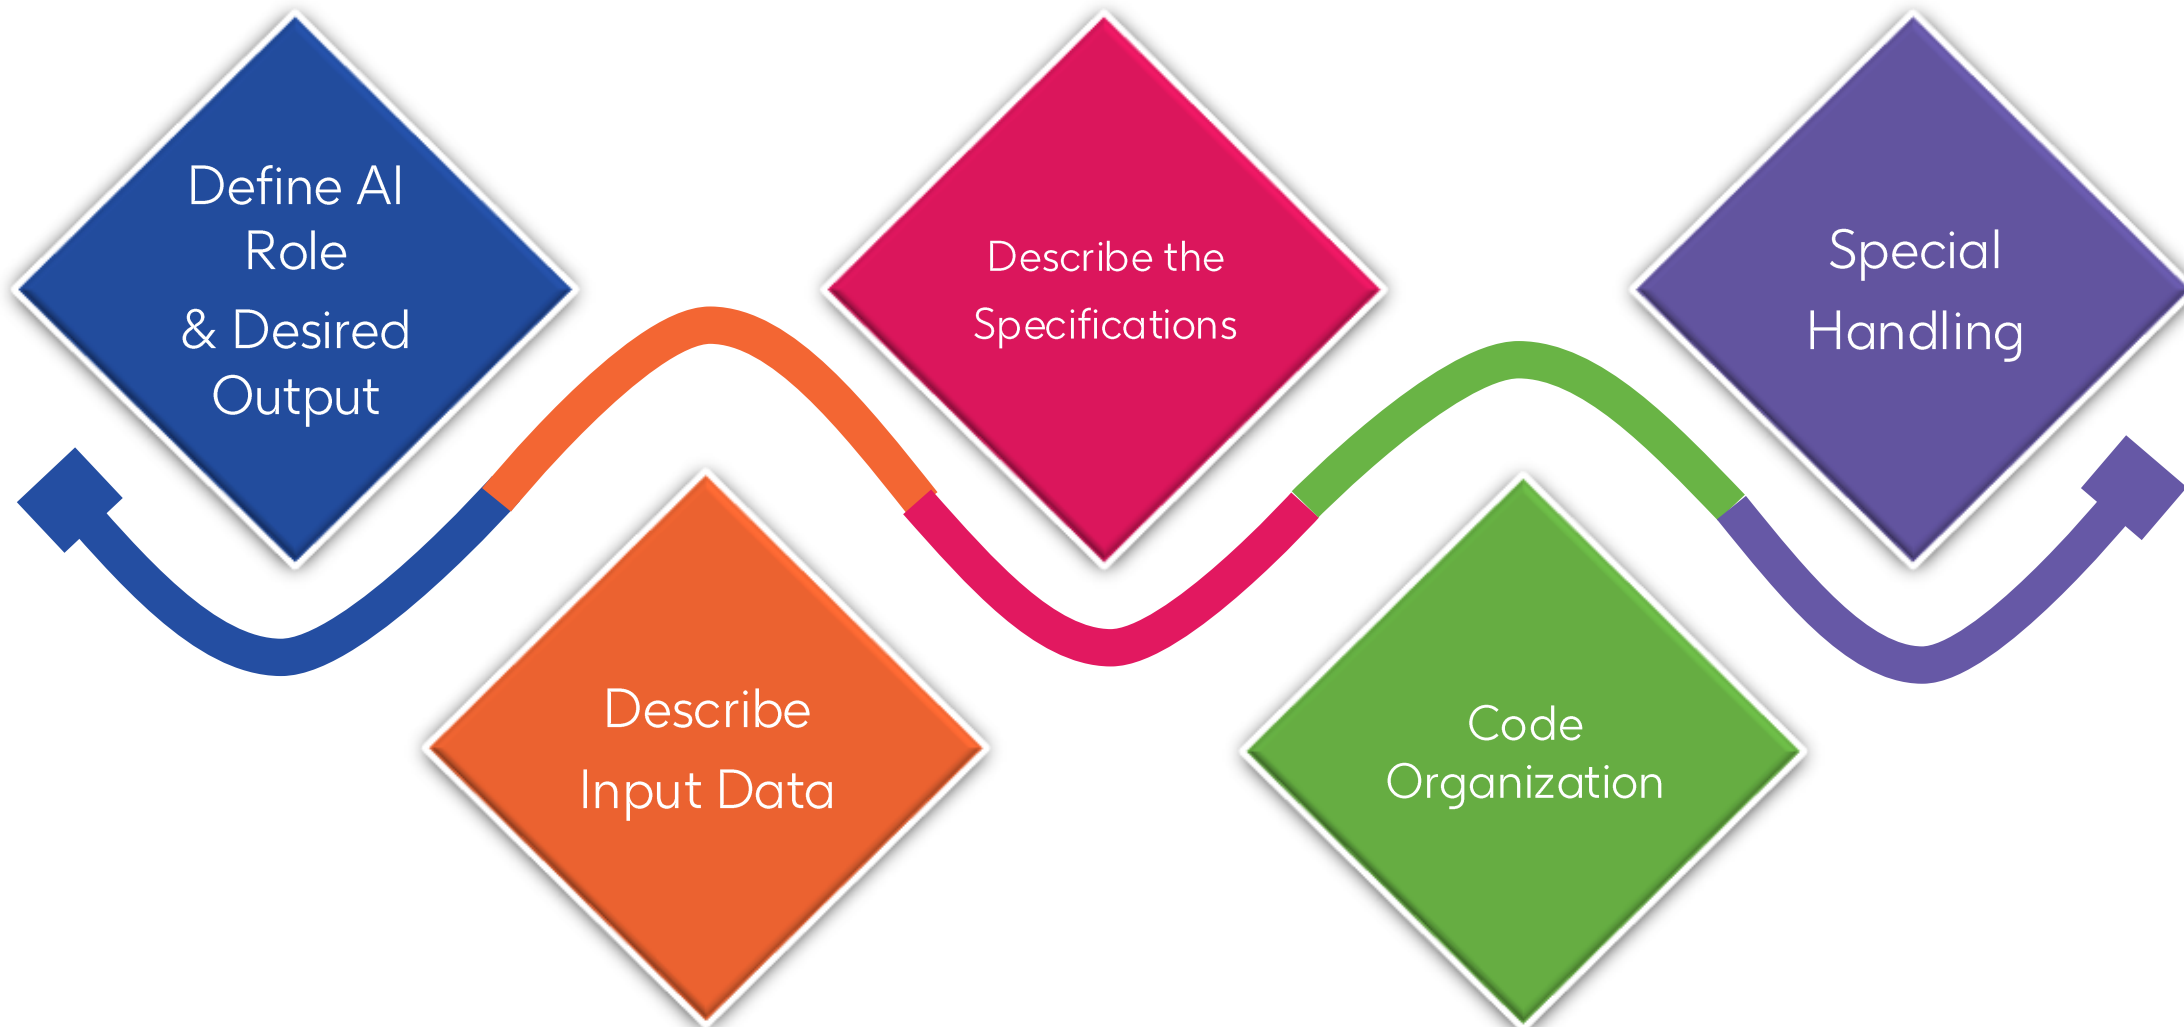 Define AI
Role
& Desired
Output
Describe
Input Data
Describe the
Specifications
Code
Organization
Special
Handling